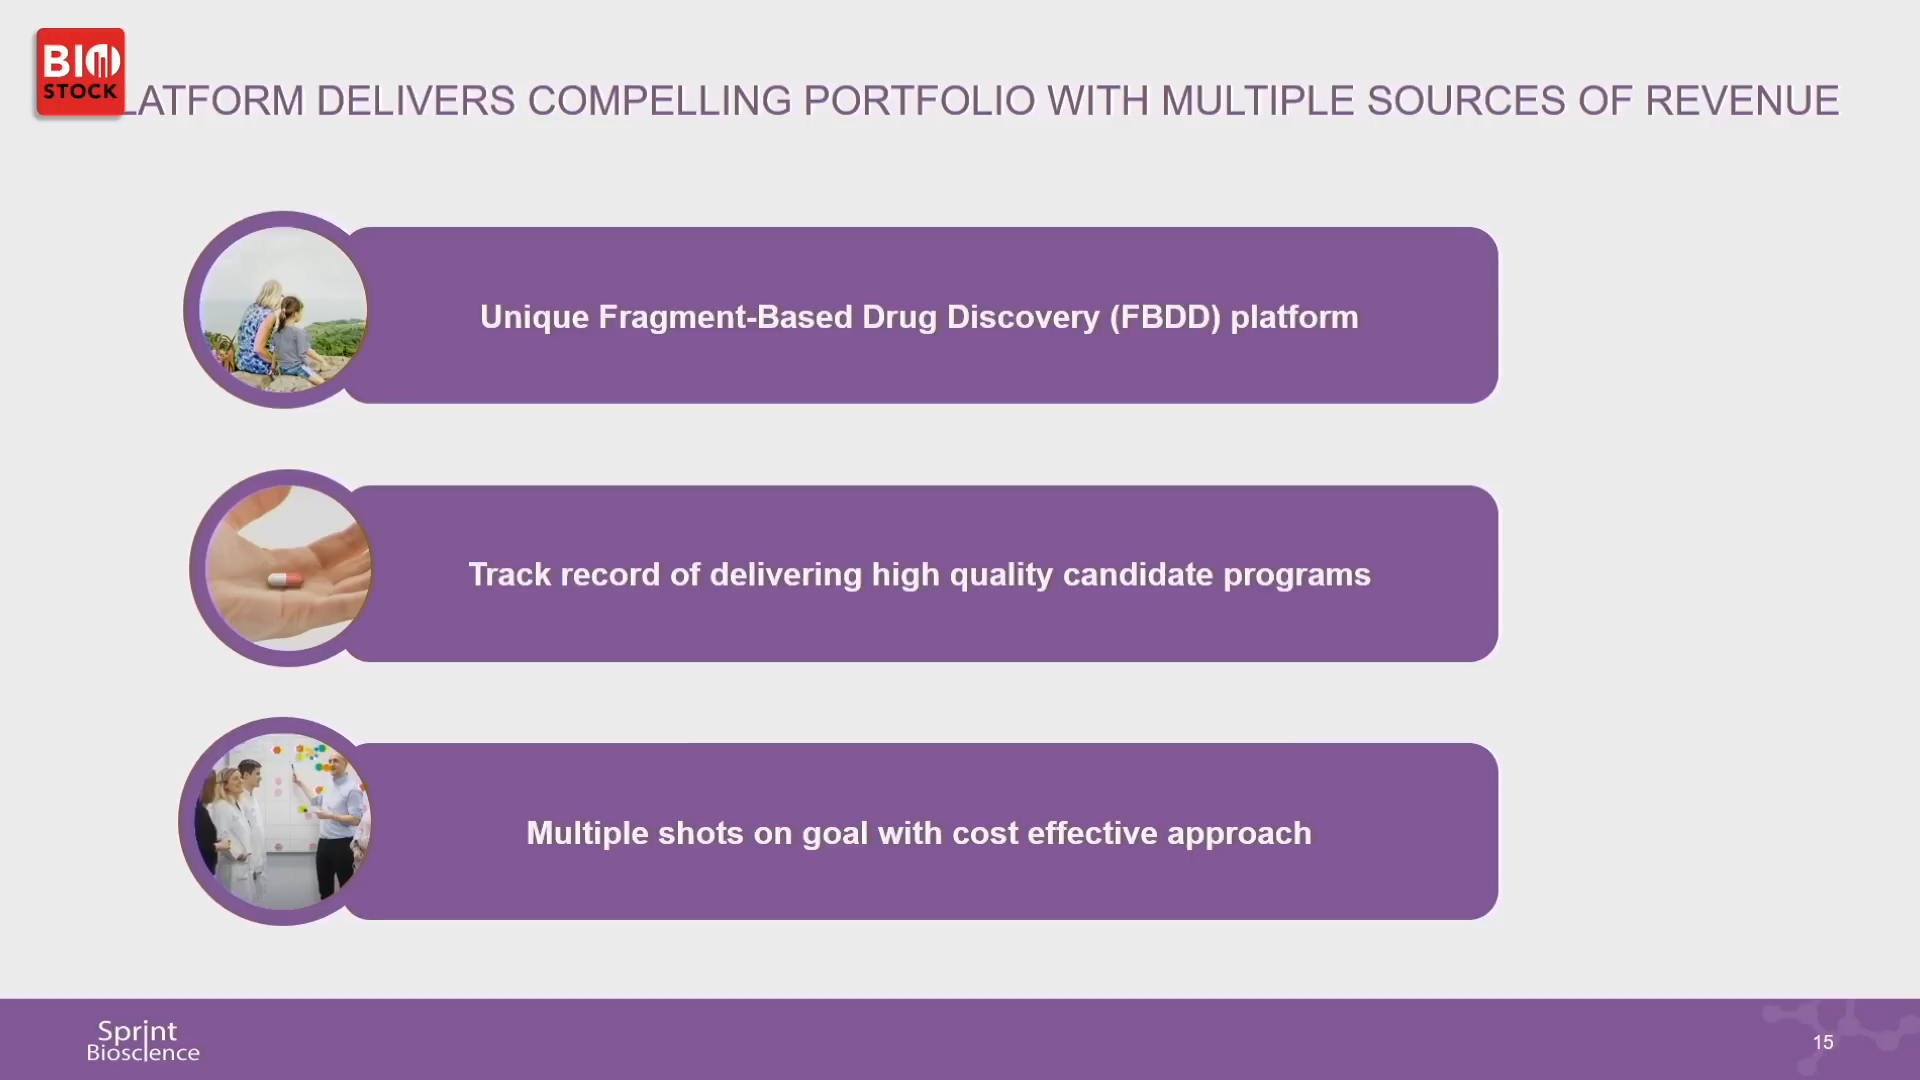 BIO
STOCK
LATFORM DELIVERS COMPELLING PORTFOLIO WITH MULTIPLE SOURCES OF REVENUE
Unique Fragment-Based Drug Discovery (FBDD) platform
Track record of delivering high quality candidate programs
Multiple shots on goal with cost effective approach
Sprint
Bioscience
15